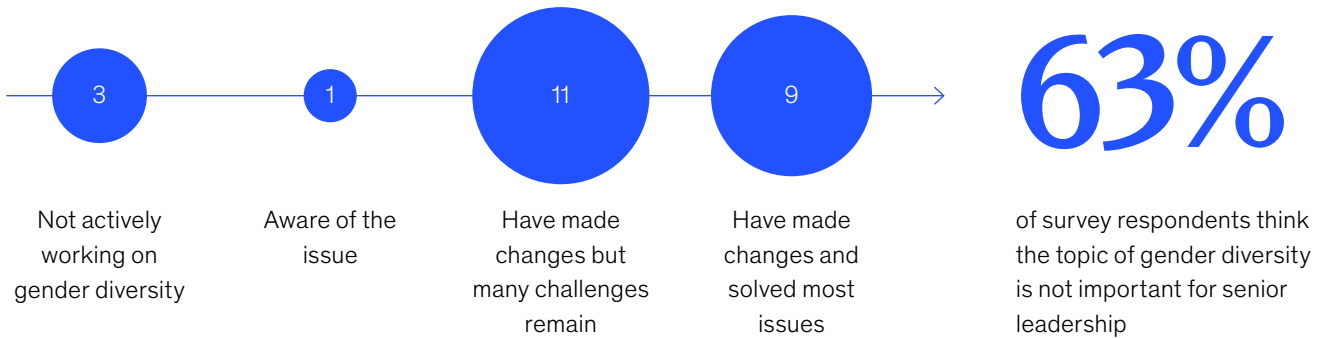 3
1
11
9
63%
Not actively
working on
gender diversity
Aware of the
issue
Have made
changes but
many challenges
remain
Have made
changes and
solved most
issues
of survey respondents think
the topic of gender diversity
is not important for senior
leadership